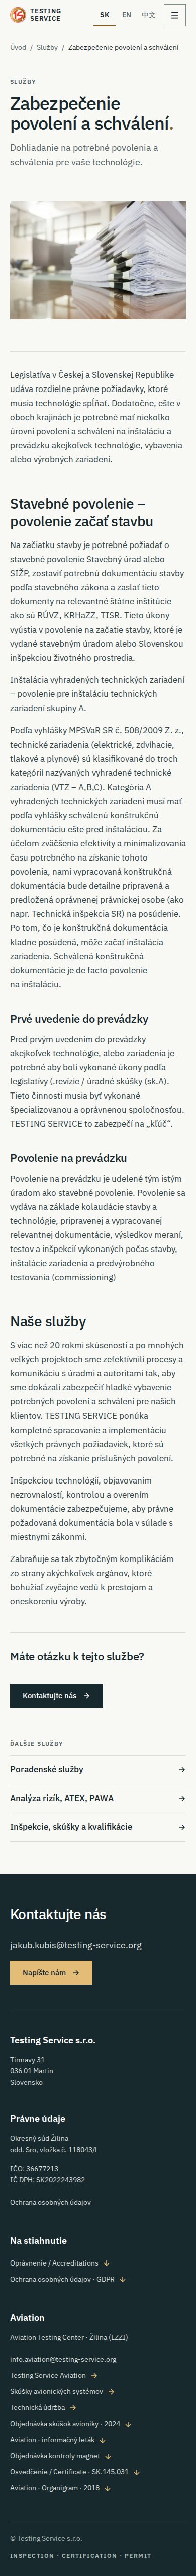 TESTING
SERVICE
SK EN 中文
Úvod / Služby / Zabezpečenie povolení a schválení
SLUŽBY
Zabezpečenie
povolení a schválení.
Dohliadanie na potrebné povolenia a
schválenia pre vaše technológie.
Legislatíva v Českej a Slovenskej Republike
udáva rozdielne právne požiadavky, ktoré
musia technológie spĺňať. Dodatočne, ešte v
oboch krajinách je potrebné mať niekoľko
úrovní povolení a schválení na inštaláciu a
prevádzku akejkoľvek technológie, vybavenia
alebo výrobných zariadení.
Stavebné povolenie –
povolenie začať stavbu
Na začiatku stavby je potrebné požiadať o
stavebné povolenie Stavebný úrad alebo
SIŽP, zostaviť potrebnú dokumentáciu stavby
podľa stavebného zákona a zaslať tieto
dokumenty na relevantné štátne inštitúcie
ako sú RÚVZ, KRHaZZ, TISR. Tieto úkony
vyústia v povolenie na začatie stavby, ktoré je
vydané stavebným úradom alebo Slovenskou
inšpekciou životného prostredia.
Inštalácia vyhradených technických zariadení
– povolenie pre inštaláciu technických
zariadení skupiny A.
Podľa vyhlášky MPSVaR SR č. 508/2009 Z. z.,
technické zariadenia (elektrické, zdvíhacie,
tlakové a plynové) sú klasifikované do troch
kategórií nazývaných vyhradené technické
zariadenia (VTZ – A,B,C). Kategória A
vyhradených technických zariadení musí mať
podľa vyhlášky schválenú konštrukčnú
dokumentáciu ešte pred inštaláciou. Za
účelom zväčšenia efektivity a minimalizovania
času potrebného na získanie tohoto
povolenia, nami vypracovaná konštrukčná
dokumentácia bude detailne pripravená a
predložená oprávnenej právnickej osobe (ako
napr. Technická inšpekcia SR) na posúdenie.
Po tom, čo je konštrukčná dokumentácia
kladne posúdená, môže začať inštalácia
zariadenia. Schválená konštrukčná
dokumentácie je de facto povolenie
na inštaláciu.
Prvé uvedenie do prevádzky
Pred prvým uvedením do prevádzky
akejkoľvek technológie, alebo zariadenia je
potrebné aby boli vykonané úkony podľa
legislatívy (.revízie / úradné skúšky (sk.A).
Tieto činnosti musia byť vykonané
špecializovanou a oprávnenou spoločnosťou.
TESTING SERVICE to zabezpečí na „kľúč“.
Povolenie na prevádzku
Povolenie na prevádzku je udelené tým istým
úradom ako stavebné povolenie. Povolenie sa
vydáva na základe kolaudácie stavby a
technológie, pripravenej a vypracovanej
relevantnej dokumentácie, výsledkov meraní,
testov a inšpekcií vykonaných počas stavby,
inštalácie zariadenia a predvýrobného
testovania (commissioning)
Naše služby
S viac než 20 rokmi skúseností a po mnohých
veľkých projektoch sme zefektívnili procesy a
komunikáciu s úradmi a autoritami tak, aby
sme dokázali zabezpečiť hladké vybavenie
potrebných povolení a schválení pre našich
klientov. TESTING SERVICE ponúka
kompletné spracovanie a implementáciu
všetkých právnych požiadaviek, ktoré sú
potrebné na získanie príslušných povolení.
Inšpekciou technológií, objavovaním
nezrovnalostí, kontrolou a overením
dokumentácie zabezpečujeme, aby právne
požadovaná dokumentácia bola v súlade s
miestnymi zákonmi.
Zabraňuje sa tak zbytočným komplikáciám
zo strany akýchkoľvek orgánov, ktoré
bohužiaľ zvyčajne vedú k prestojom a
oneskoreniu výroby.
Máte otázku k tejto službe?
Kontaktujte nás →
ĎALŠIE SLUŽBY
Poradenské služby →
Analýza rizík, ATEX, PAWA →
Inšpekcie, skúšky a kvalifikácie →
Kontaktujte nás
jakub.kubis@testing-service.org
Napíšte nám →
Testing Service s.r.o.
Timravy 31
036 01 Martin
Slovensko
Právne údaje
Okresný súd Žilina
odd. Sro, vložka č. 118043/L
IČO: 36677213
IČ DPH: SK2022243982
Ochrana osobných údajov
Na stiahnutie
Oprávnenie / Accreditations ↓
Ochrana osobných údajov · GDPR ↓
Aviation
Aviation Testing Center · Žilina (LZZI)
info.aviation@testing-service.org
Testing Service Aviation →
Skúšky avionických systémov →
Technická údržba →
Objednávka skúšok avioniky · 2024 ↓
Aviation · informačný leták ↓
Objednávka kontroly magnet ↓
Osvedčenie / Certificate · SK.145.031 ↓
Aviation · Organigram · 2018 ↓
© Testing Service s.r.o.
INSPECTION · CERTIFICATION · PERMIT